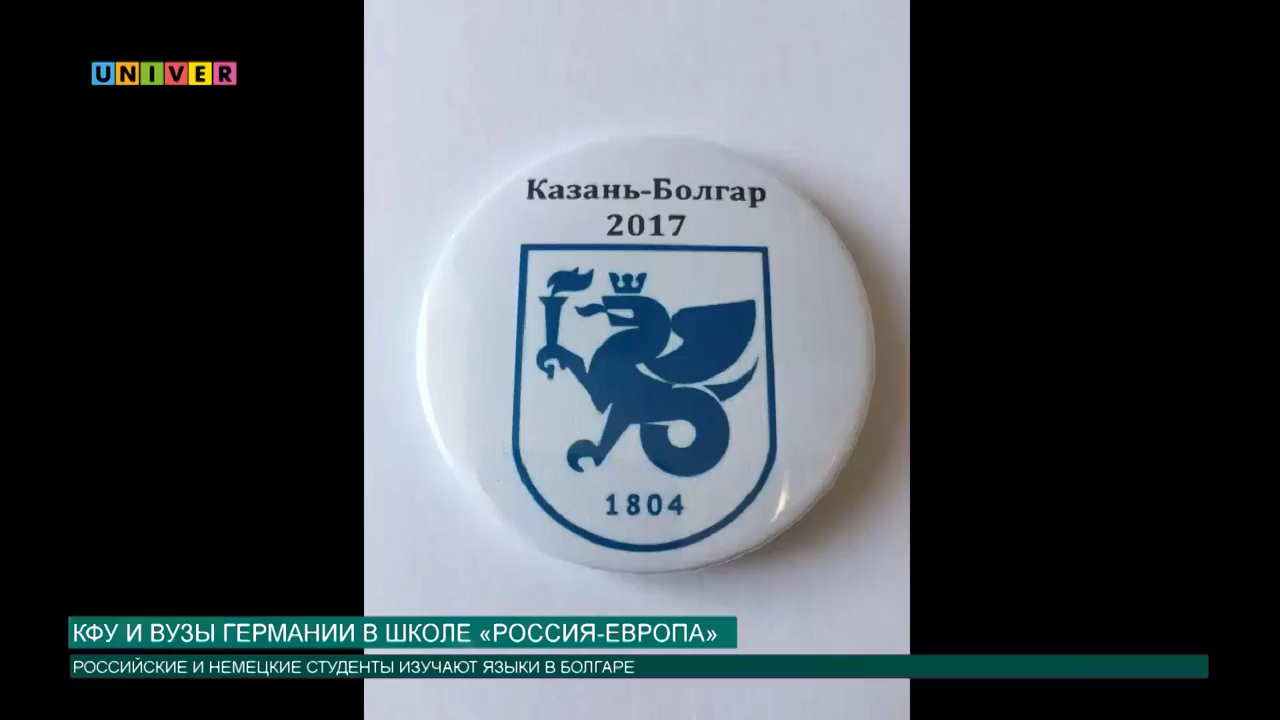 UNIVER
Казань-Болгар
2017
1804
КФУ И ВУЗЫ ГЕРМАНИИ В ШКОЛЕ «РОССИЯ-ЕВРОПА»
РОССИЙСКИЕ И НЕМЕЦКИЕ СТУДЕНТЫ ИЗУЧАЮТ ЯЗЫКИ В БОЛГАРЕ